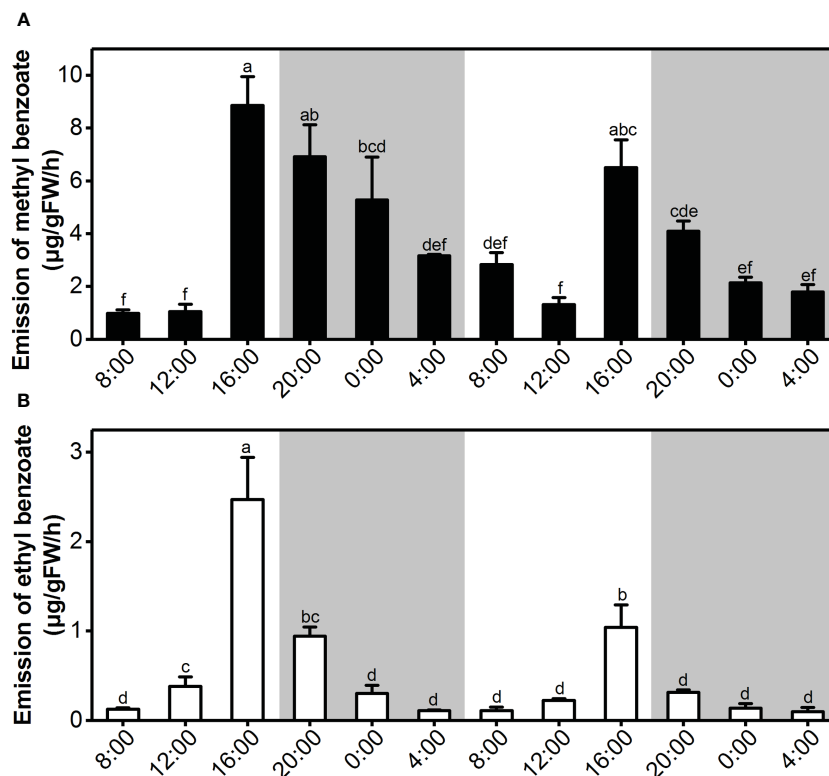 A
Emission of methyl benzoate
(µg/gFW/h)
10
8
6
4
2
0
a
ab
abc
bcd
cde
def
def
f
f
f
ef
ef
8:00
12:00
16:00
20:00
0:00
4:00
8:00
12:00
16:00
20:00
0:00
4:00
B
Emission of ethyl benzoate
(µg/gFW/h)
3
2
1
0
a
b
bc
c
d
d
d
d
d
d
d
d
8:00
12:00
16:00
20:00
0:00
4:00
8:00
12:00
16:00
20:00
0:00
4:00